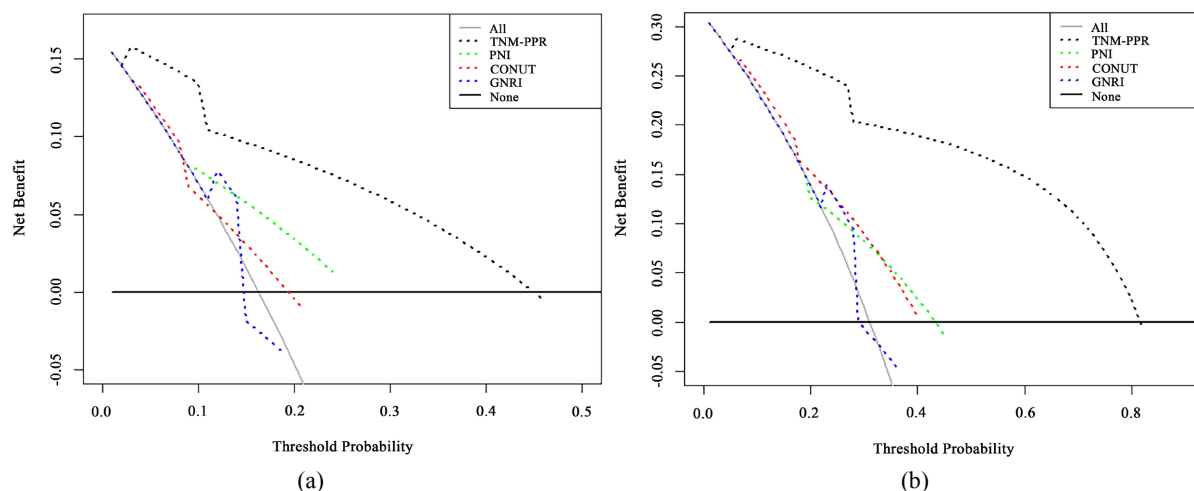 All
TNM-PPR
PNI
CONUT
GNRI
None
Net Benefit
0.15
0.10
0.05
0.00
-0.05
0.0 0.1 0.2 0.3 0.4 0.5
Threshold Probability
(a)
All
TNM-PPR
PNI
CONUT
GNRI
None
Net Benefit
0.30
0.25
0.20
0.15
0.10
0.05
0.00
-0.05
0.0 0.2 0.4 0.6 0.8
Threshold Probability
(b)